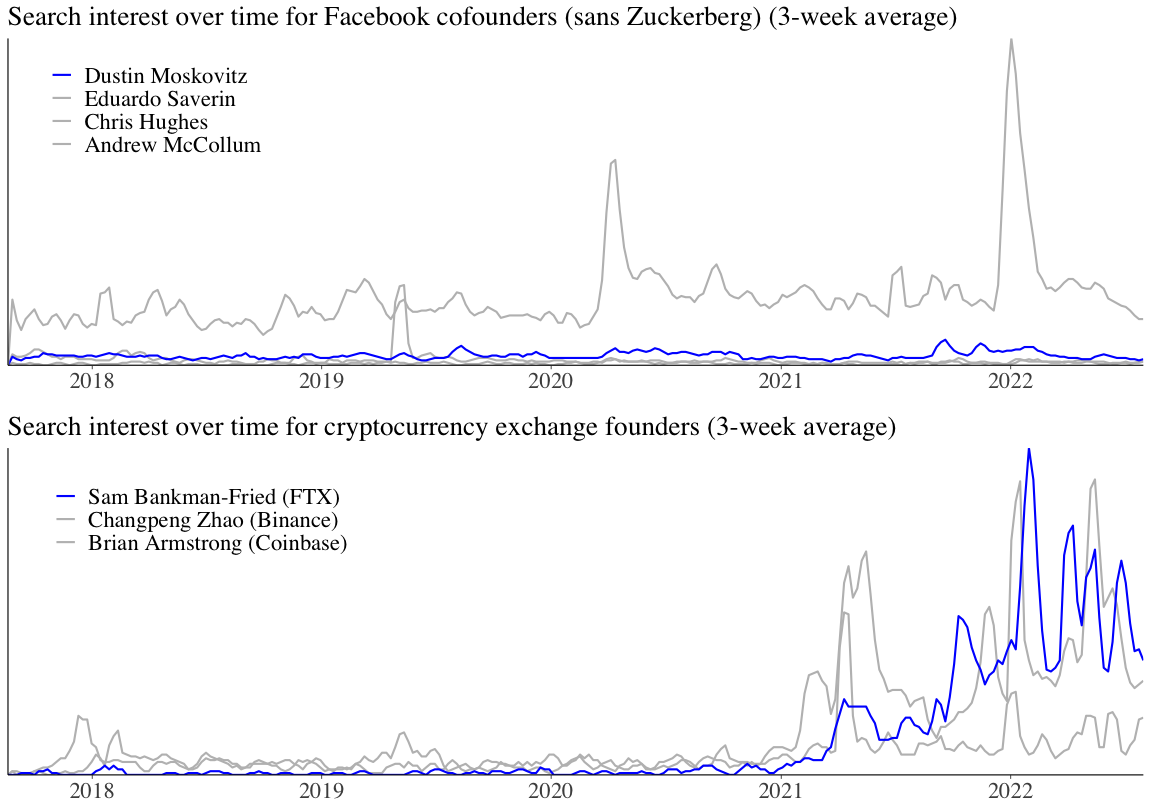 Search interest over time for Facebook cofounders (sans Zuckerberg) (3-week average)
Dustin Moskovitz
Eduardo Saverin
Chris Hughes
Andrew McCollum
2018 2019 2020 2021 2022
Search interest over time for cryptocurrency exchange founders (3-week average)
Sam Bankman-Fried (FTX)
Changpeng Zhao (Binance)
Brian Armstrong (Coinbase)
2018 2019 2020 2021 2022